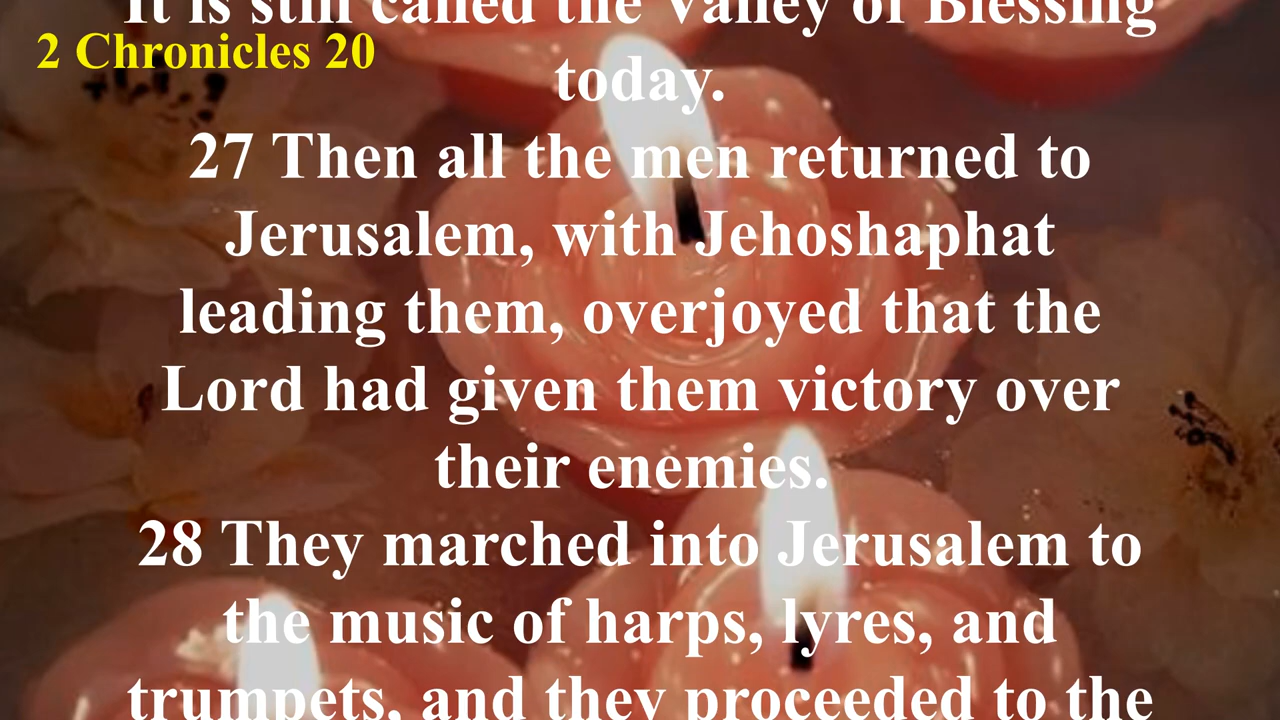 It is still called the Valley of Blessing
2 Chronicles 20
today.
27 Then all the men returned to
Jerusalem, with Jehoshaphat
leading them, overjoyed that the
Lord had given them victory over
their enemies.
28 They marched into Jerusalem to
the music of harps, lyres, and
trumpets, and they proceeded to the